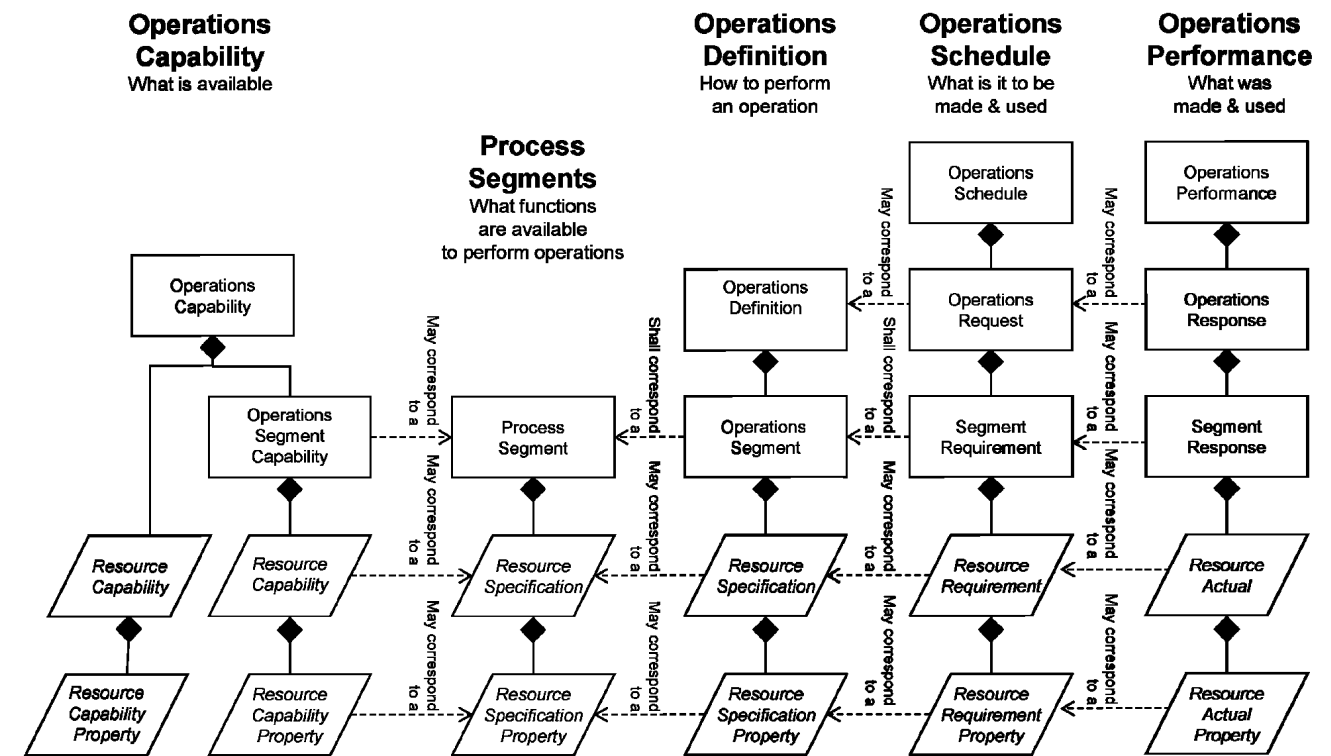 Operations
Capability
What is available
Operations
Definition
How to perform
an operation
Operations
Schedule
What is it to be
made & used
Operations
Performance
What was
made & used
Process
Segments
What functions
are available
to perform operations
Operations
Schedule
Operations
Performance
May correspond
to a
May correspond
to a
Operations
Capability
Operations
Definition
Operations
Request
Operations
Response
May correspond
to a
Shall correspond
to a
Shall correspond
to a
May correspond
to a
Operations
Segment
Capability
Process
Segment
Operations
Segment
Segment
Requirement
Segment
Response
May correspond
to a
May correspond
to a
May correspond
to a
May correspond
to a
Resource
Capability
Resource
Capability
Resource
Specification
Resource
Specification
Resource
Requirement
Resource
Actual
May correspond
to a
May correspond
to a
May correspond
to a
May correspond
to a
Resource
Capability
Property
Resource
Capability
Property
Resource
Specification
Property
Resource
Specification
Property
Resource
Requirement
Property
Resource
Actual
Property